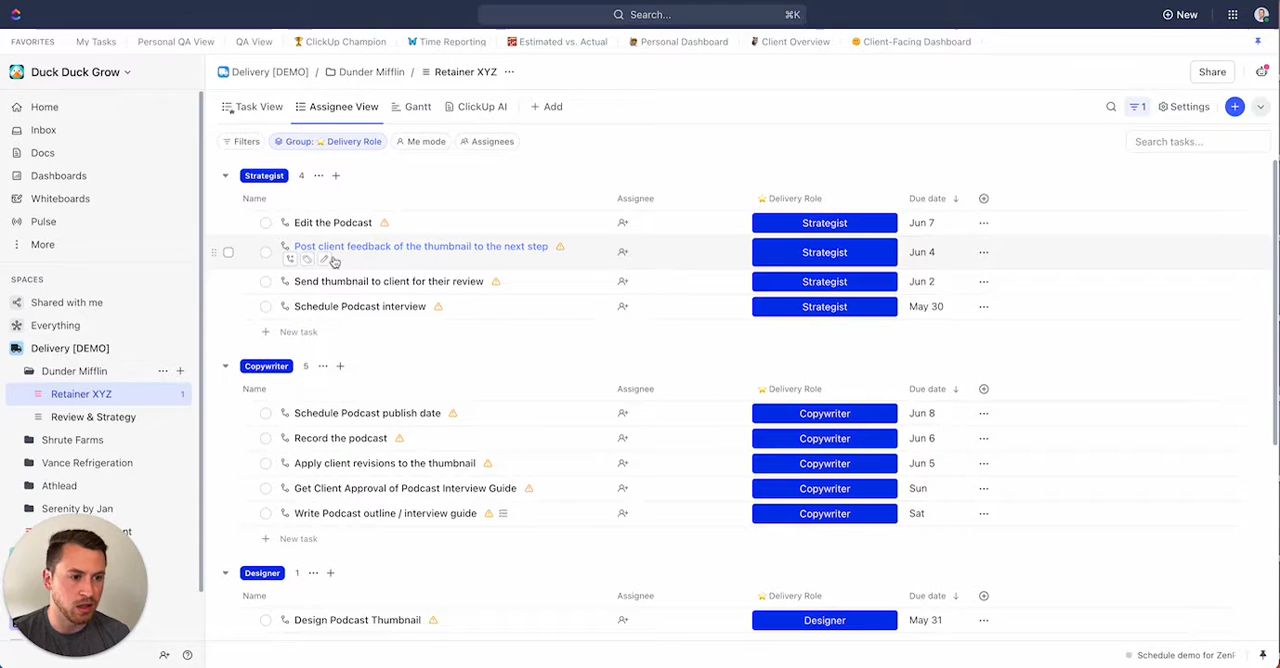 Search... ⌘K New
FAVORITES My Tasks Personal QA View QA View ClickUp Champion Time Reporting Estimated vs. Actual Personal Dashboard Client Overview Client-Facing Dashboard
Duck Duck Grow Delivery [DEMO] / Dunder Mifflin / Retainer XYZ ... Share
Home
Inbox
Docs
Dashboards
Whiteboards
Pulse
More
SPACES
Shared with me
Everything
Delivery [DEMO]
Dunder Mifflin ...
Retainer XYZ 1
Review & Strategy
Shrute Farms
Vance Refrigeration
Athlead
Serenity by Jan
Task View Assignee View Gantt ClickUp AI + Add 1 Settings
Filters Group: Delivery Role Me mode Assignees Search tasks...
Strategist 4 ... +
Name Assignee Delivery Role Due date
Edit the Podcast Strategist Jun 7 ...
Post client feedback of the thumbnail to the next step Strategist Jun 4 ...
Send thumbnail to client for their review Strategist Jun 2 ...
Schedule Podcast interview Strategist May 30 ...
+ New task
Copywriter 5 ... +
Name Assignee Delivery Role Due date
Schedule Podcast publish date Copywriter Jun 8 ...
Record the podcast Copywriter Jun 6 ...
Apply client revisions to the thumbnail Copywriter Jun 5 ...
Get Client Approval of Podcast Interview Guide Copywriter Sun ...
Write Podcast outline / interview guide Copywriter Sat ...
+ New task
Designer 1 ... +
Name Assignee Delivery Role Due date
Design Podcast Thumbnail Designer May 31 ...
Schedule demo for ZenP